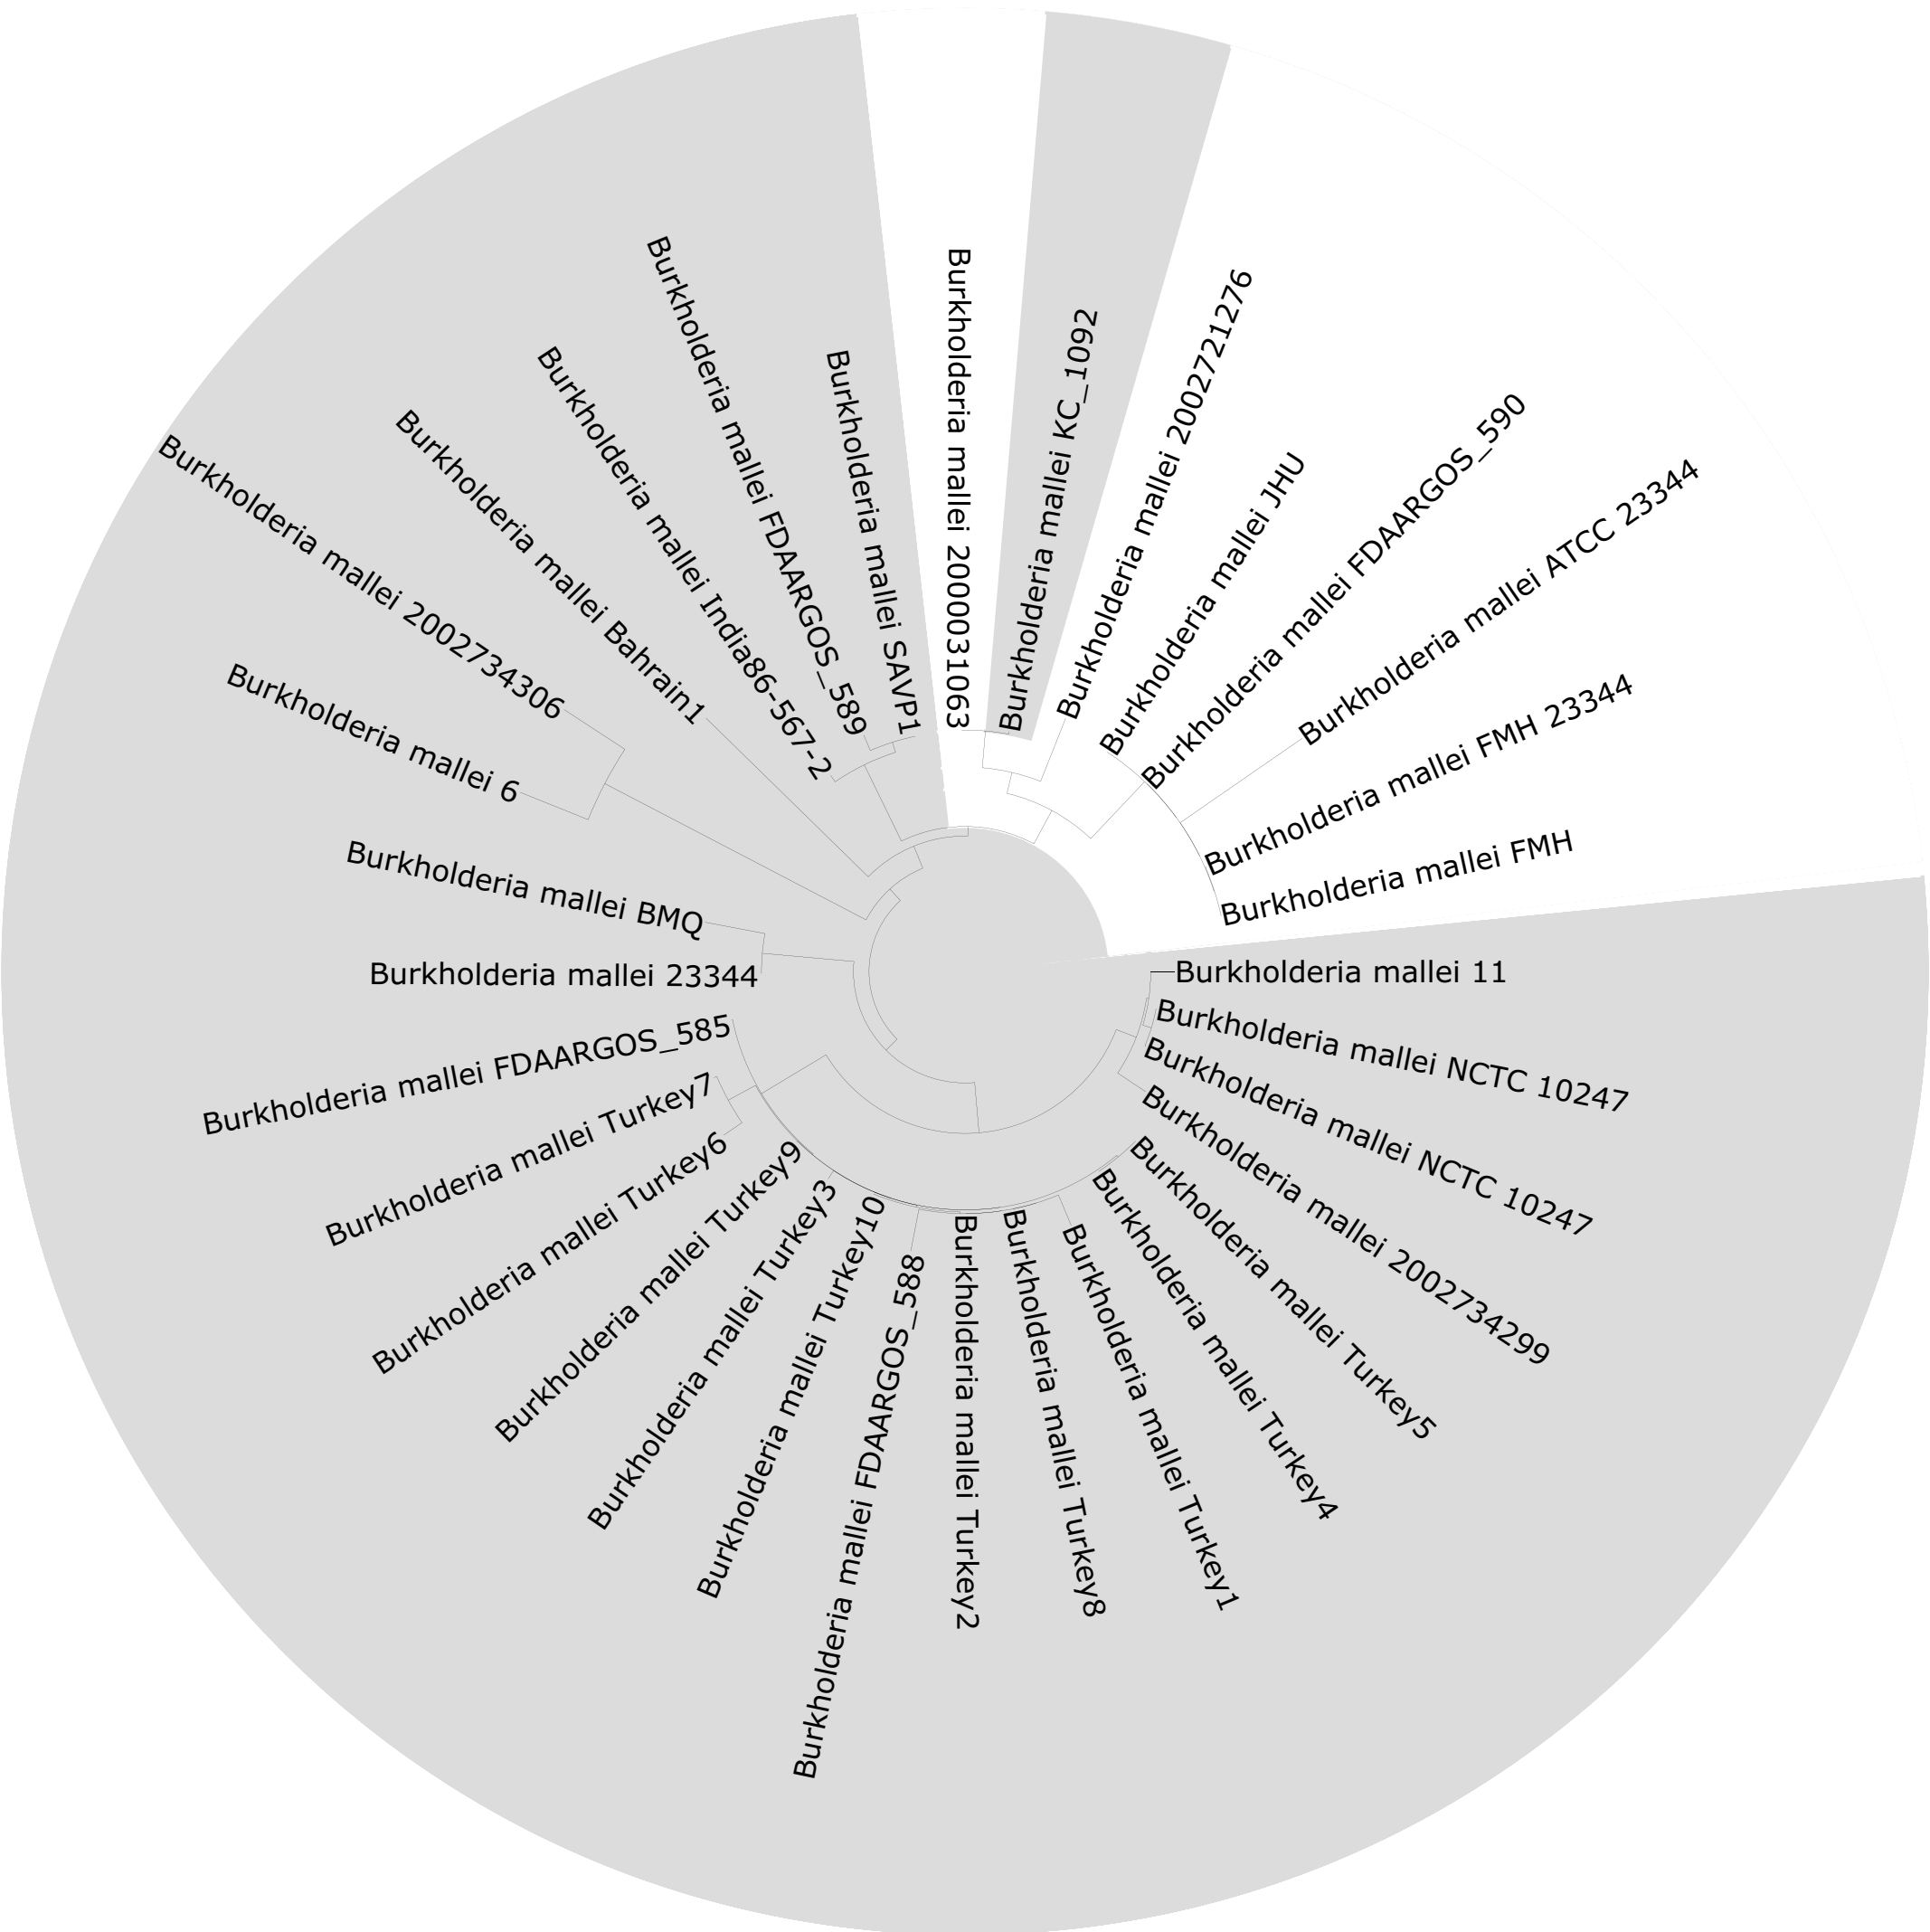 Burkholderia mallei 2000031063
Burkholderia mallei KC_1092
Burkholderia mallei 2002721276
Burkholderia mallei JHU
Burkholderia mallei FDAARGOS_590
Burkholderia mallei ATCC 23344
Burkholderia mallei FMH 23344
Burkholderia mallei FMH
Burkholderia mallei 11
Burkholderia mallei NCTC 10247
Burkholderia mallei NCTC 10247
Burkholderia mallei 2002734299
Burkholderia mallei Turkey5
Burkholderia mallei Turkey4
Burkholderia mallei Turkey1
Burkholderia mallei Turkey8
Burkholderia mallei Turkey2
Burkholderia mallei FDAARGOS_588
Burkholderia mallei Turkey10
Burkholderia mallei Turkey3
Burkholderia mallei Turkey9
Burkholderia mallei Turkey6
Burkholderia mallei Turkey7
Burkholderia mallei FDAARGOS_585
Burkholderia mallei 23344
Burkholderia mallei BMQ
Burkholderia mallei 6
Burkholderia mallei 2002734306
Burkholderia mallei Bahrain1
Burkholderia mallei India86-567-2
Burkholderia mallei FDAARGOS_589
Burkholderia mallei SAVP1